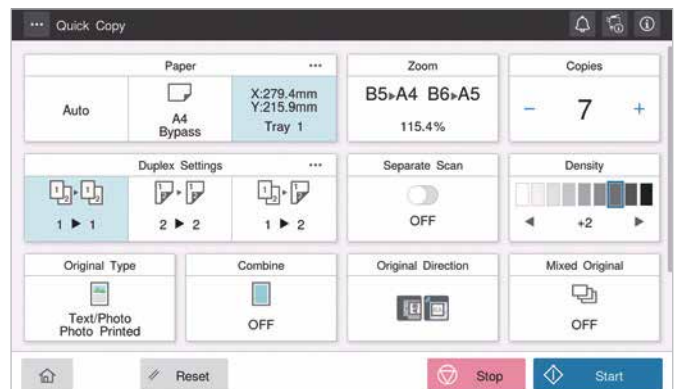 Quick Copy
Paper
Auto
A4
Bypass
X:279.4mm
Y:215.9mm
Tray 1
Zoom
B5▸A4 B6▸A5
115.4%
Copies
− 7 +
Duplex Settings
1 ▶ 1
2 ▶ 2
1 ▶ 2
Separate Scan
OFF
Density
◀ +2 ▶
Original Type
Text/Photo
Photo Printed
Combine
OFF
Original Direction
Mixed Original
OFF
Reset
Stop
Start